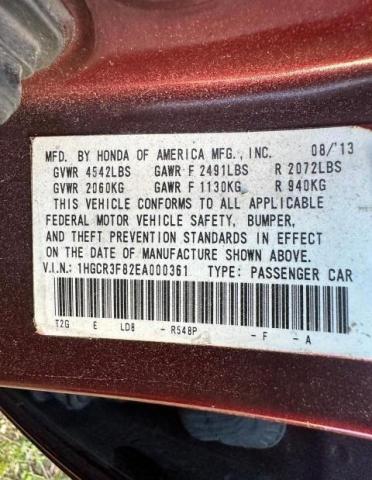 MFD. BY HONDA OF AMERICA MFG., INC. 08/'13
GVWR 4542LBS GAWR F 2491LBS R 2072LBS
GVWR 2060KG GAWR F 1130KG R 940KG
THIS VEHICLE CONFORMS TO ALL APPLICABLE
FEDERAL MOTOR VEHICLE SAFETY, BUMPER,
AND THEFT PREVENTION STANDARDS IN EFFECT
ON THE DATE OF MANUFACTURE SHOWN ABOVE.
V.I.N.: 1HGCR3F82EA000361 TYPE: PASSENGER CAR
T2G E LD8 - R548P - F - A